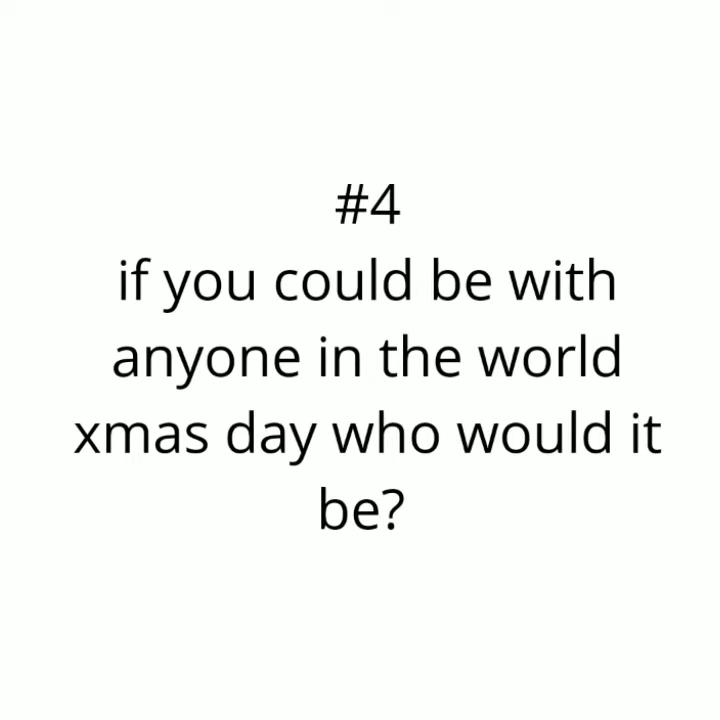 #4
if you could be with
anyone in the world
xmas day who would it
be?